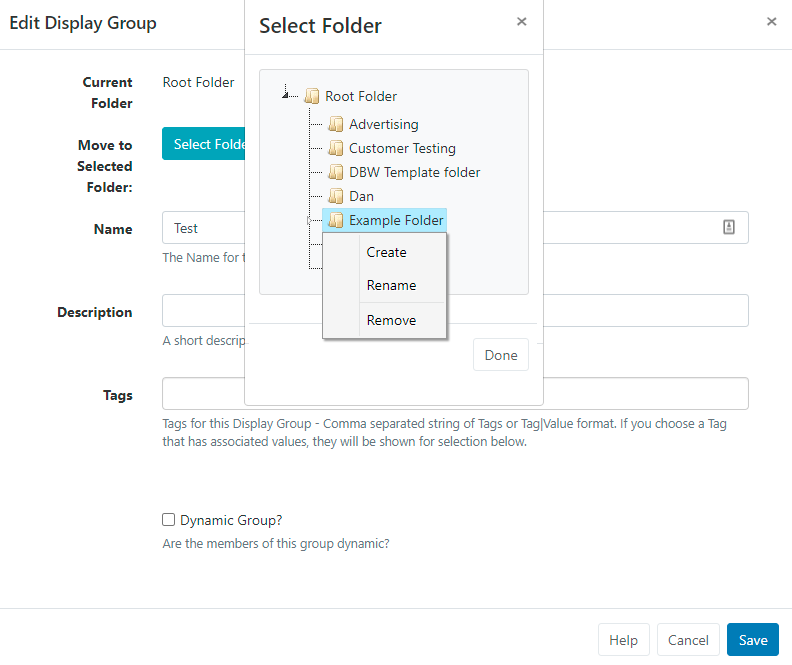 Edit Display Group
×
Select Folder
×
Current
Folder
Root Folder
Move to
Selected
Folder:
Select Folde
Root Folder
Advertising
Customer Testing
DBW Template folder
Dan
Example Folder
Create
Rename
Remove
Done
Name
Test
The Name for t
Description
A short descrip
Tags
Tags for this Display Group - Comma separated string of Tags or Tag|Value format. If you choose a Tag
that has associated values, they will be shown for selection below.
Dynamic Group?
Are the members of this group dynamic?
Help
Cancel
Save